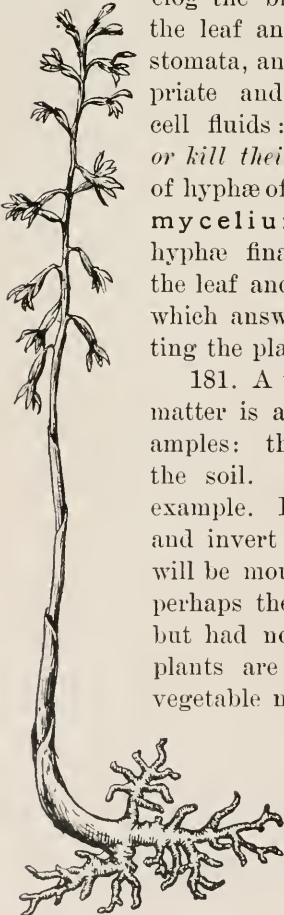 clog the b
the leaf an
stomata, an
priate and
cell fluids:
or kill thei
of hyphæ of
mycelium
hyphæ fina
the leaf and
which answ
ting the pla
181. A
matter is a
amples: th
the soil.
example. I
and invert
will be mou
perhaps the
but had no
plants are
vegetable m